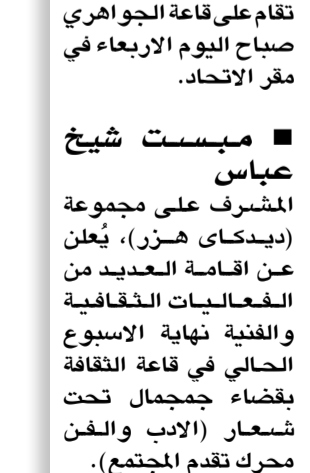 تقام على قاعة الجواهري
صباح اليوم الاربعاء في
مقر الاتحاد.
■ مبست شيخ
عباس
المشرف على مجموعة
(ديدكاى هزر)، يُعلن
عن اقامة العديد من
الفعاليات الثقافية
والفنية نهاية الاسبوع
الحالي في قاعة الثقافة
بقضاء جمجمال تحت
شعار (الادب والفن
محرك تقدم المجتمع).